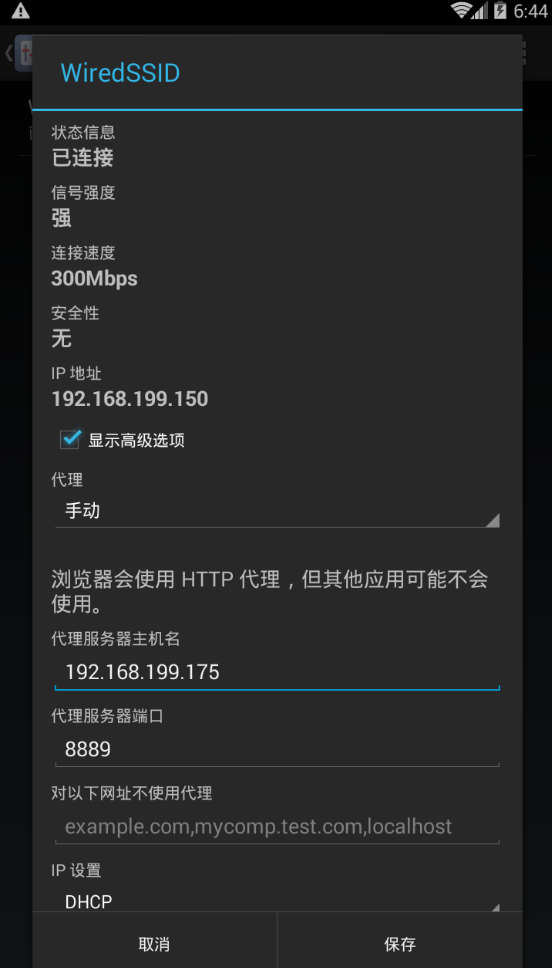 6:44
WiredSSID
状态信息
已连接
信号强度
强
连接速度
300Mbps
安全性
无
IP 地址
192.168.199.150
显示高级选项
代理
手动
浏览器会使用 HTTP 代理，但其他应用可能不会
使用。
代理服务器主机名
192.168.199.175
代理服务器端口
8889
对以下网址不使用代理
example.com,mycomp.test.com,localhost
IP 设置
DHCP
取消
保存